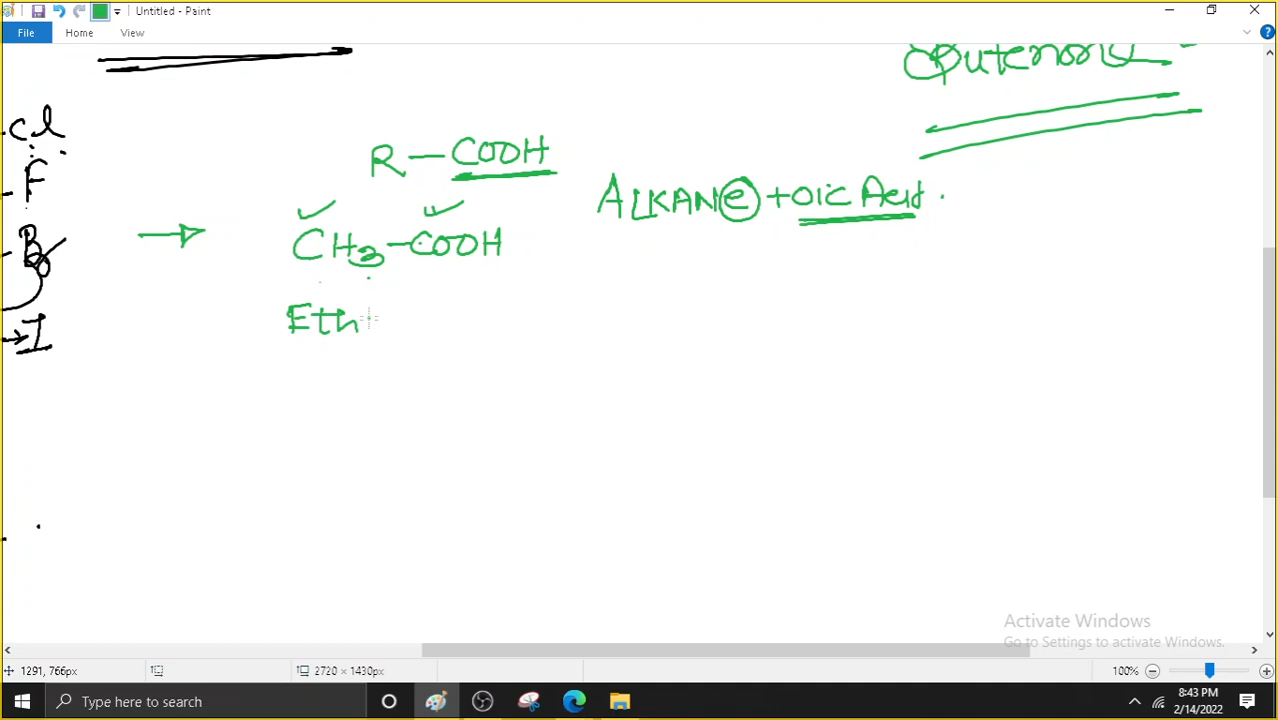 Untitled - Paint
File Home View
Cl
F
Br
I
R - COOH
ALKANe + oic Acid.
CH3 - COOH
Eth
Activate Windows
Go to Settings to activate Windows.
1291, 766px
2720 × 1430px
100%
Type here to search
8:43 PM
2/14/2022